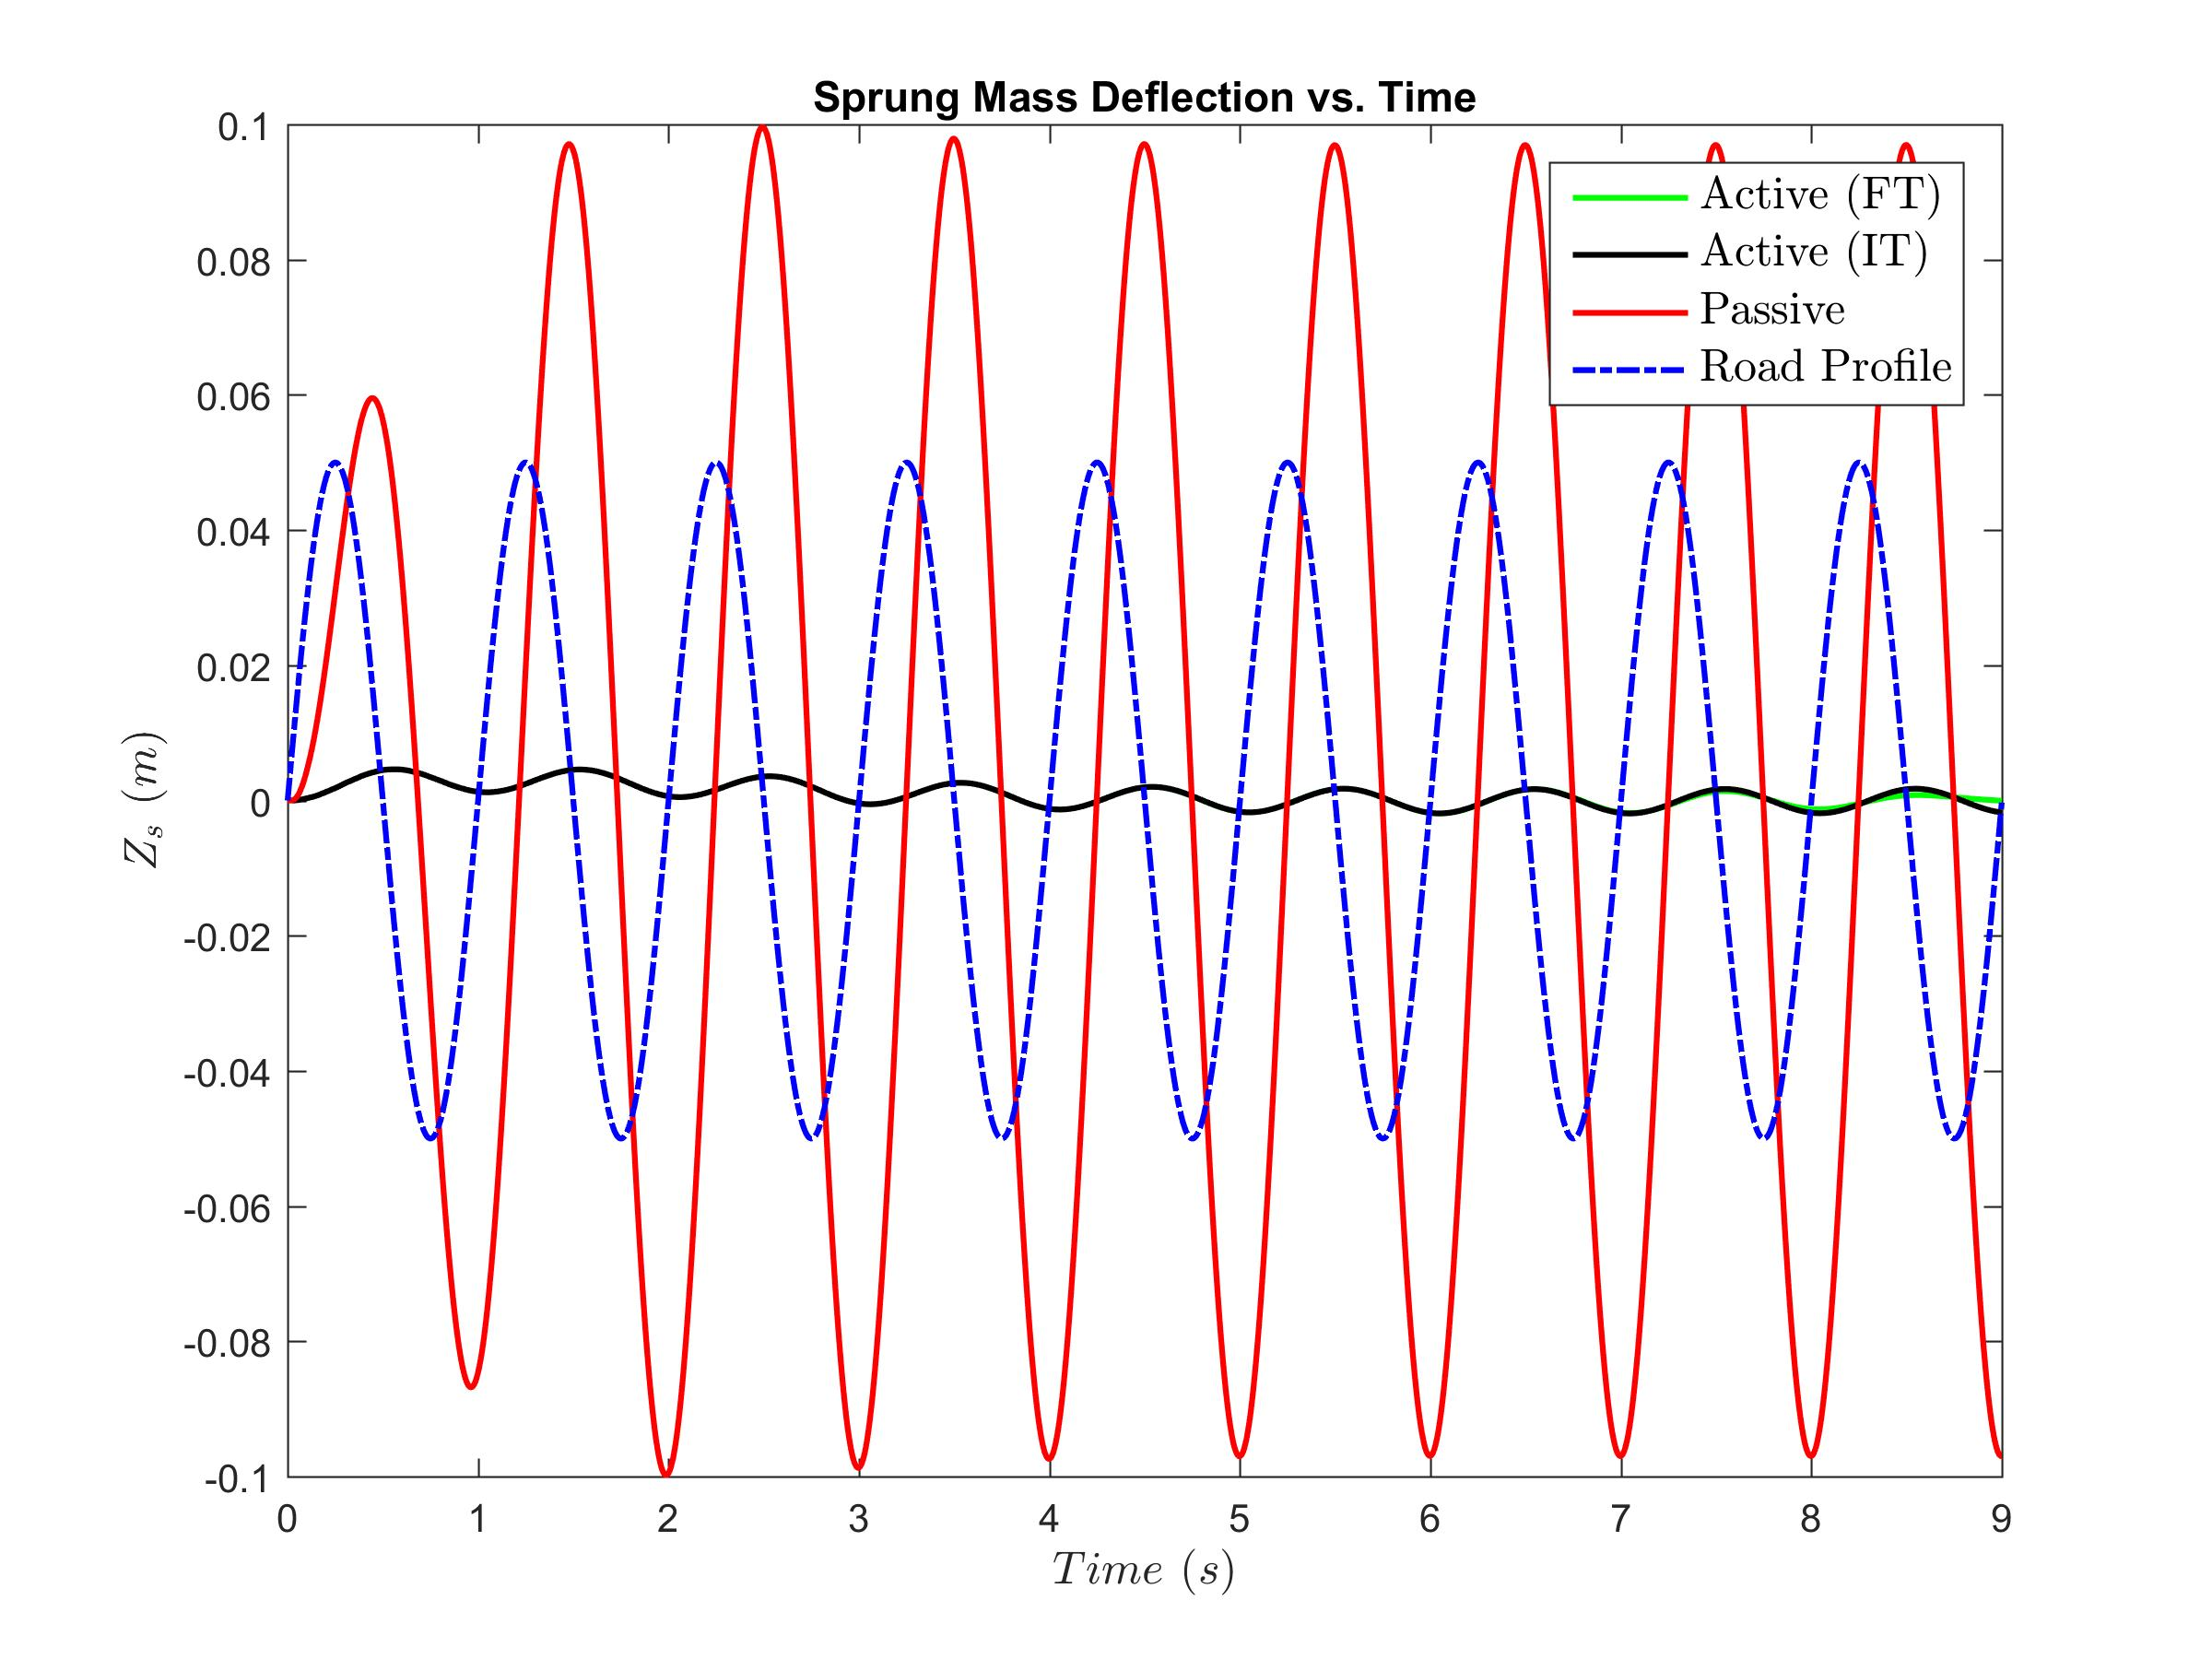 Sprung Mass Deflection vs. Time
0.1
0.08
0.06
0.04
0.02
0
-0.02
-0.04
-0.06
-0.08
-0.1
Z_s (m)
Active (FT)
Active (IT)
Passive
Road Profile
0 1 2 3 4 5 6 7 8 9
Time (s)